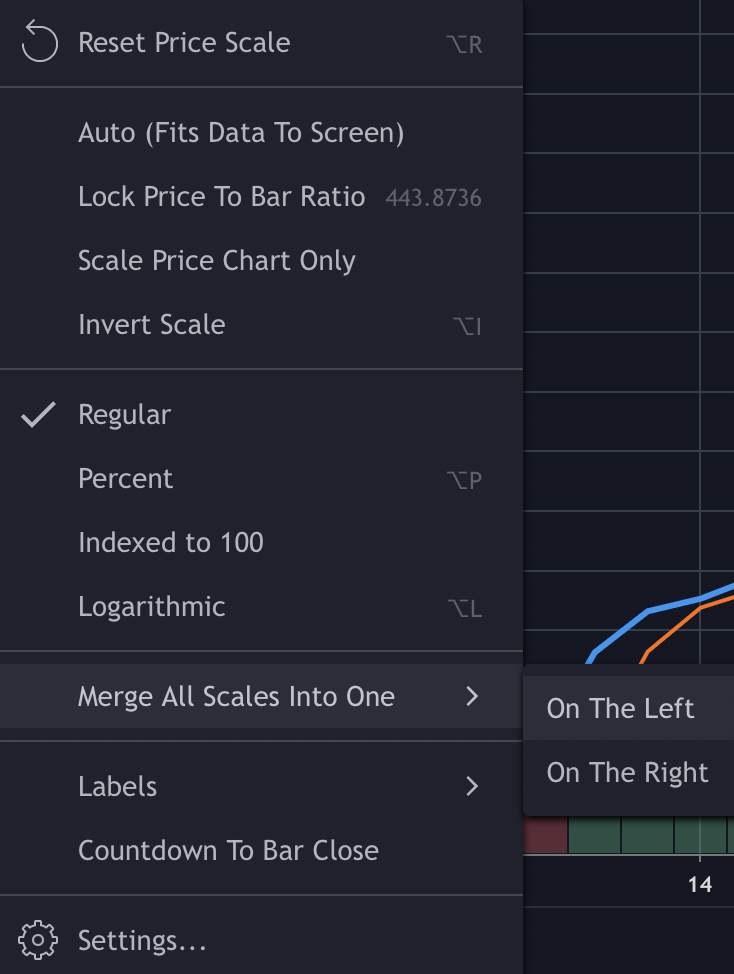 Reset Price Scale ⌥R
Auto (Fits Data To Screen)
Lock Price To Bar Ratio 443.8736
Scale Price Chart Only
Invert Scale ⌥I
Regular
Percent ⌥P
Indexed to 100
Logarithmic ⌥L
Merge All Scales Into One
On The Left
On The Right
Labels
Countdown To Bar Close
14
Settings...